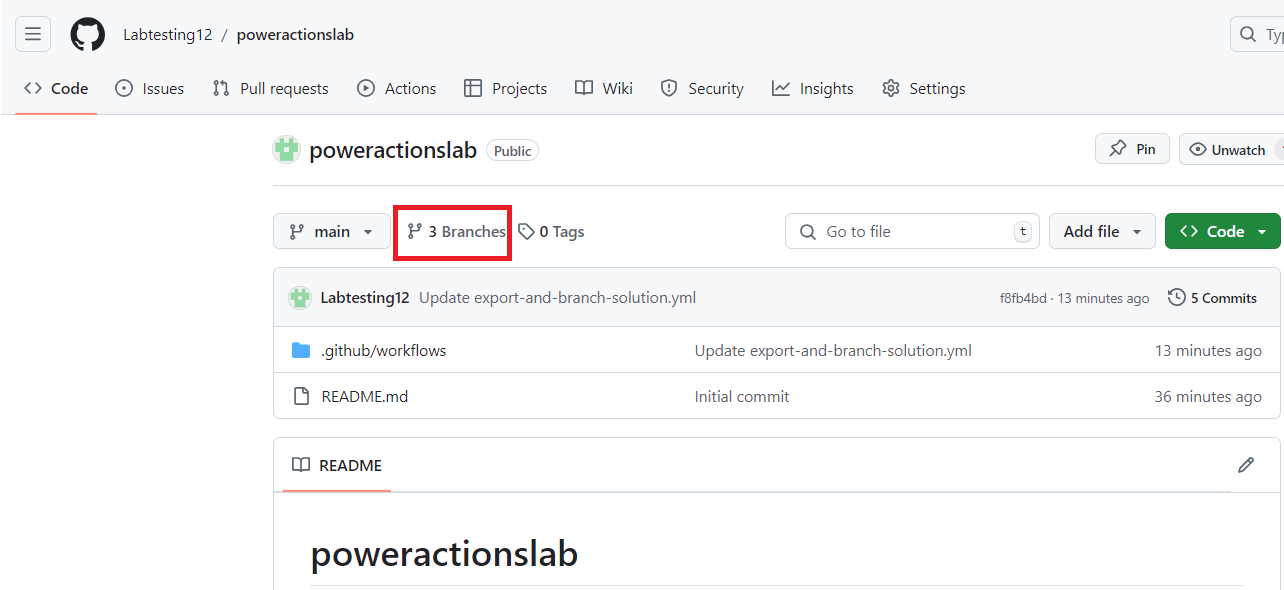 Labtesting12 / poweractionslab
Code Issues Pull requests Actions Projects Wiki Security Insights Settings
poweractionslab Public Pin Unwatch
main 3 Branches 0 Tags Go to file t Add file Code
Labtesting12 Update export-and-branch-solution.yml f8fb4bd · 13 minutes ago 5 Commits
.github/workflows Update export-and-branch-solution.yml 13 minutes ago
README.md Initial commit 36 minutes ago
README
poweractionslab